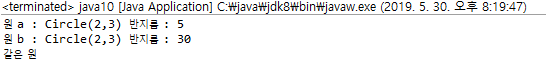 <terminated> java10 [Java Application] C:₩java₩jdk8₩bin₩javaw.exe (2019. 5. 30. 오후 8:19:47)
원 a : Circle(2,3) 반지름 : 5
원 b : Circle(2,3) 반지름 : 30
같은 원